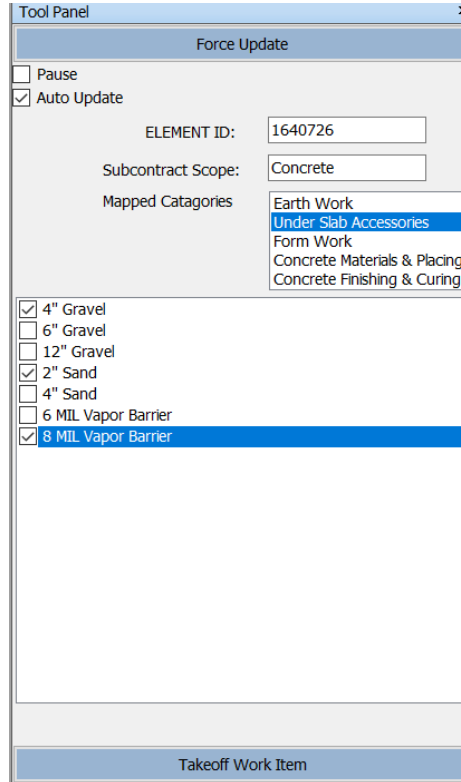 Tool Panel
Force Update
Pause
Auto Update
ELEMENT ID: 1640726
Subcontract Scope: Concrete
Mapped Catagories
Earth Work
Under Slab Accessories
Form Work
Concrete Materials & Placing
Concrete Finishing & Curing
4" Gravel
6" Gravel
12" Gravel
2" Sand
4" Sand
6 MIL Vapor Barrier
8 MIL Vapor Barrier
Takeoff Work Item